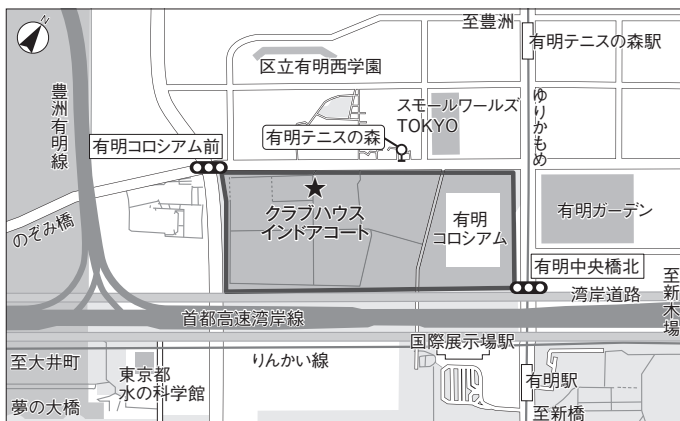 N
至豊洲
有明テニスの森駅
区立有明西学園
豊洲有明線
スモールワールズ
TOKYO
ゆりかもめ
有明コロシアム前
有明テニスの森
のぞみ橋
クラブハウス
インドアコート
有明
コロシアム
有明ガーデン
有明中央橋北
湾岸道路
至新木場
首都高速湾岸線
国際展示場駅
至大井町
りんかい線
東京都
水の科学館
有明駅
夢の大橋
至新橋